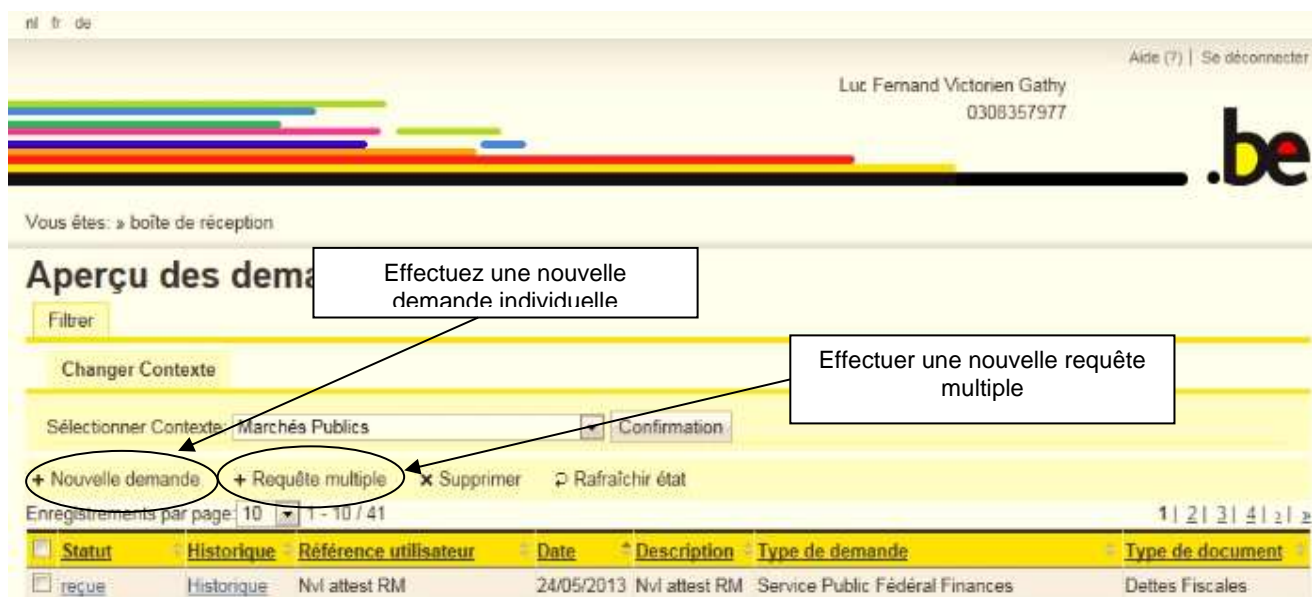 nl fr de
Aide (?) | Se déconnecter
Luc Fernand Victorien Gathy
0308357977
.be
Vous êtes: » boîte de réception
Aperçu des dema
Effectuez une nouvelle
demande individuelle
Filtrer
Effectuer une nouvelle requête
multiple
Changer Contexte
Sélectionner Contexte: Marchés Publics Confirmation
+ Nouvelle demande + Requête multiple x Supprimer Rafraîchir état
Enregistrements par page: 10 1 - 10 / 41 1| 2| 3| 4| ›| »
Statut Historique Référence utilisateur Date Description Type de demande Type de document
reçue Historique Nvl attest RM 24/05/2013 Nvl attest RM Service Public Fédéral Finances Dettes Fiscales